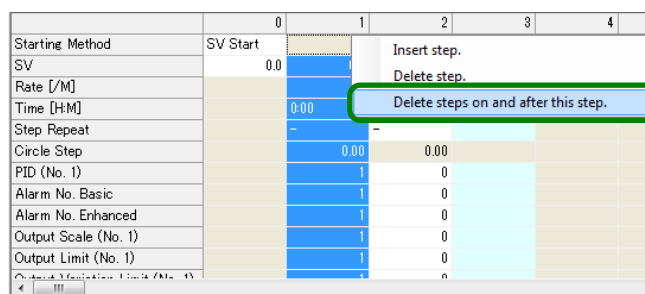 0 1 2 3 4
Starting Method SV Start
SV 0.0
Rate [/M]
Time [H:M] 0:00
Step Repeat - -
Circle Step 0.00 0.00
PID (No. 1) 1 0
Alarm No. Basic 1 0
Alarm No. Enhanced 1 0
Output Scale (No. 1) 1 0
Output Limit (No. 1) 1 0
Insert step.
Delete step.
Delete steps on and after this step.